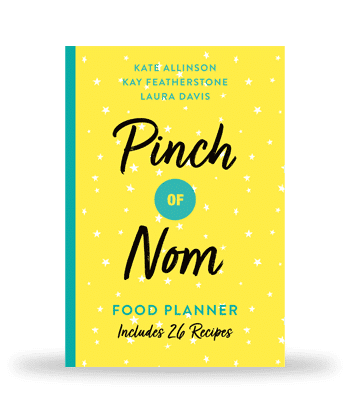 KATE ALLINSON
KAY FEATHERSTONE
LAURA DAVIS
Pinch
OF
Nom
FOOD PLANNER
Includes 26 Recipes